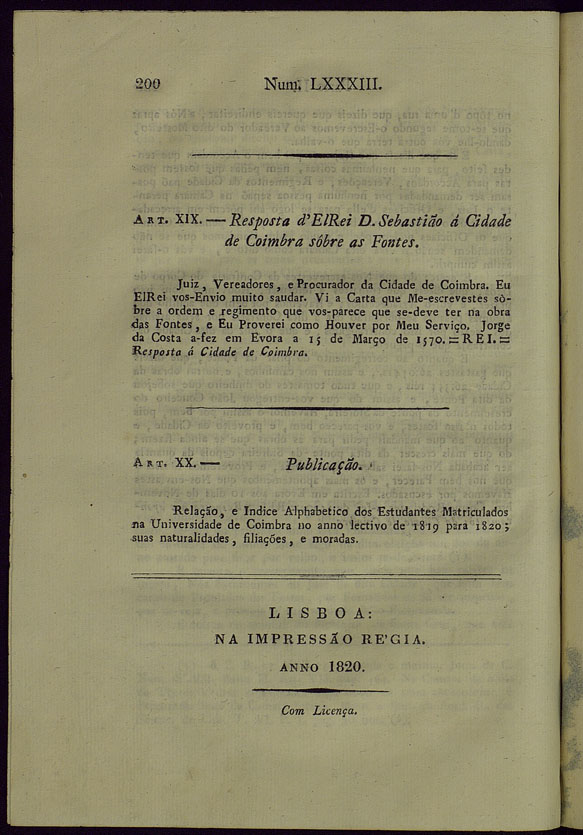 200 Num. LXXXIII.
ART. XIX. — Resposta d'ElRei D. Sebastião á Cidade
de Coimbra sôbre as Fontes.
Juiz, Vereadores, e Procurador da Cidade de Coimbra. Eu
ElRei vos-Envio muito saudar. Vi a Carta que Me-escrevestes sò-
bre a ordem e regimento que vos-parece que se-deve ter na obra
das Fontes, e Eu Proverei como Houver por Meu Serviço. Jorge
da Costa a-fez em Evora a 15 de Março de 1570. = REI. =
Resposta á Cidade de Coimbra.
ART. XX. — Publicação.
Relação, e Indice Alphabetico dos Estudantes Matriculados
na Universidade de Coimbra no anno lectivo de 1819 para 1820;
suas naturalidades, filiações, e moradas.
LISBOA:
NA IMPRESSÃO RE'GIA.
ANNO 1820.
Com Licença.